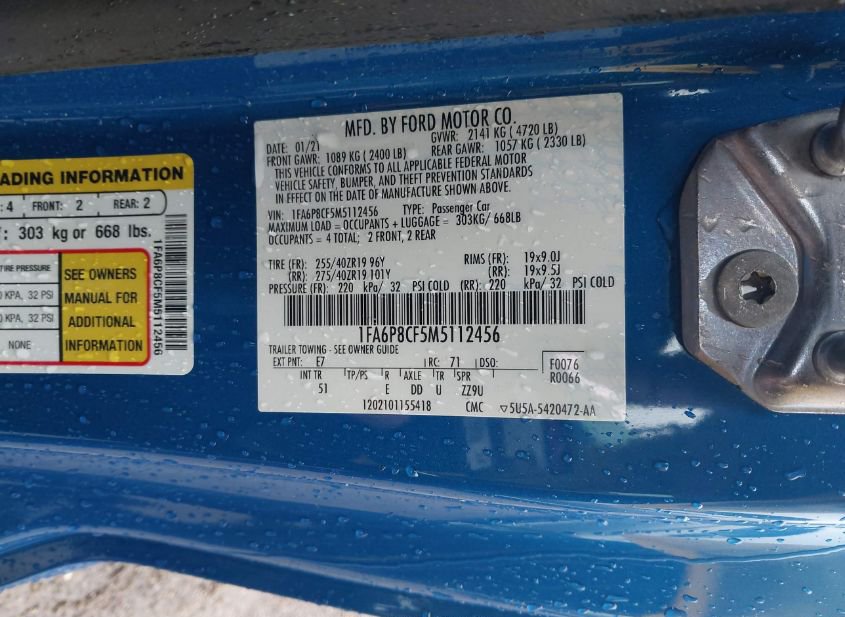 ADING INFORMATION
: 4 FRONT: 2 REAR: 2
: 303 kg or 668 lbs.
TIRE PRESSURE
0 KPA, 32 PSI
0 KPA, 32 PSI
NONE
SEE OWNERS
MANUAL FOR
ADDITIONAL
INFORMATION
1FA6P8CF5M5112456
MFD. BY FORD MOTOR CO.
DATE: 01/21 GVWR: 2141 KG ( 4720 LB)
FRONT GAWR: 1089 KG ( 2400 LB) REAR GAWR: 1057 KG ( 2330 LB)
THIS VEHICLE CONFORMS TO ALL APPLICABLE FEDERAL MOTOR
VEHICLE SAFETY, BUMPER, AND THEFT PREVENTION STANDARDS
IN EFFECT ON THE DATE OF MANUFACTURE SHOWN ABOVE.
VIN: 1FA6P8CF5M5112456 TYPE: Passenger Car
MAXIMUM LOAD = OCCUPANTS + LUGGAGE = 303KG/ 668LB
OCCUPANTS = 4 TOTAL; 2 FRONT, 2 REAR
TIRE (FR): 255/40ZR19 96Y RIMS (FR): 19x9.0J
(RR): 275/40ZR19 101Y (RR): 19x9.5J
PRESSURE (FR): 220 kPa/ 32 PSI COLD (RR): 220 kPa/ 32 PSI COLD
1FA6P8CF5M5112456
TRAILER TOWING - SEE OWNER GUIDE
EXT PNT: E7 RC: 71 DSO: F0076
R0066
INT TR TP/PS R AXLE TR SPR
51 E DD U ZZ9U
1202101155418 CMC ▽5U5A-5420472-AA